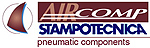 AIRCOMP
STAMPOTECNICA
pneumatic components